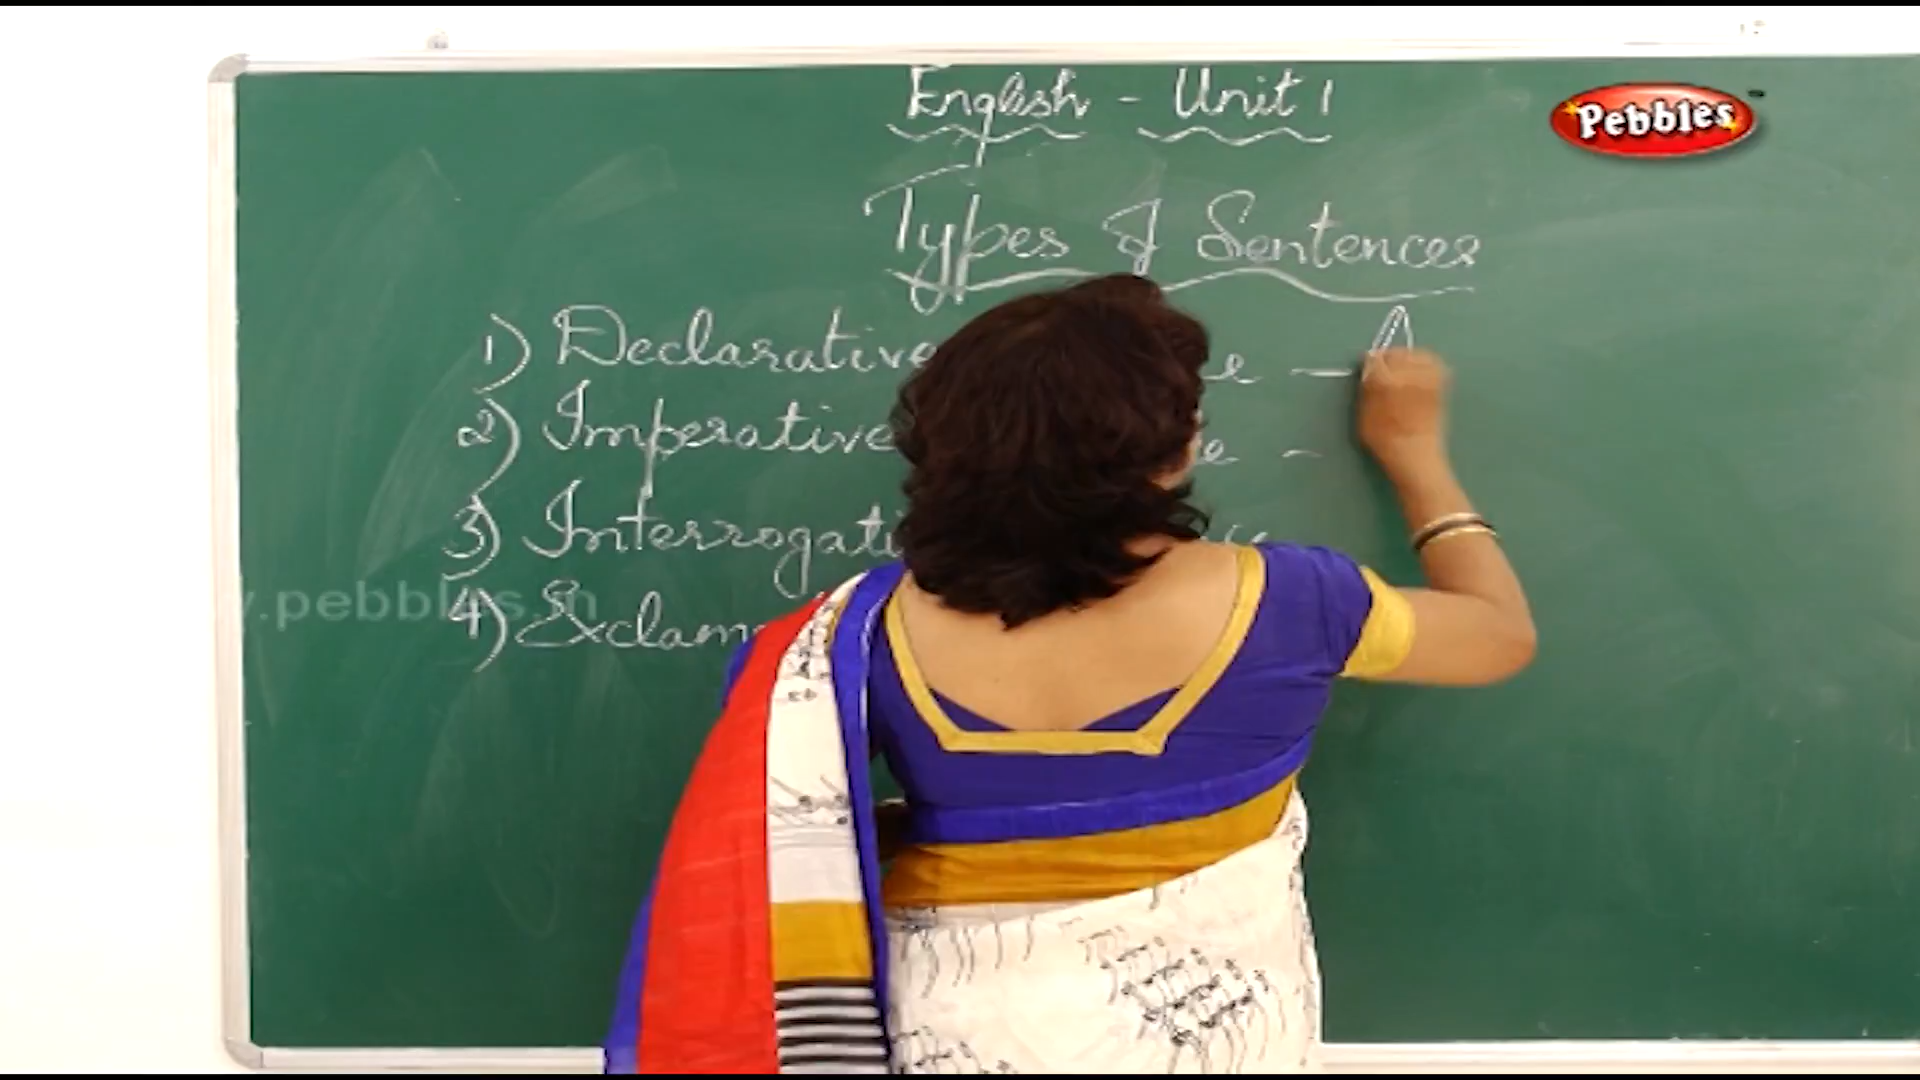 English - Unit 1
Pebbles
Types of Sentences
1) Declarative
2) Imperative
3) Interrogati
4) Exclam
.pebbles.in